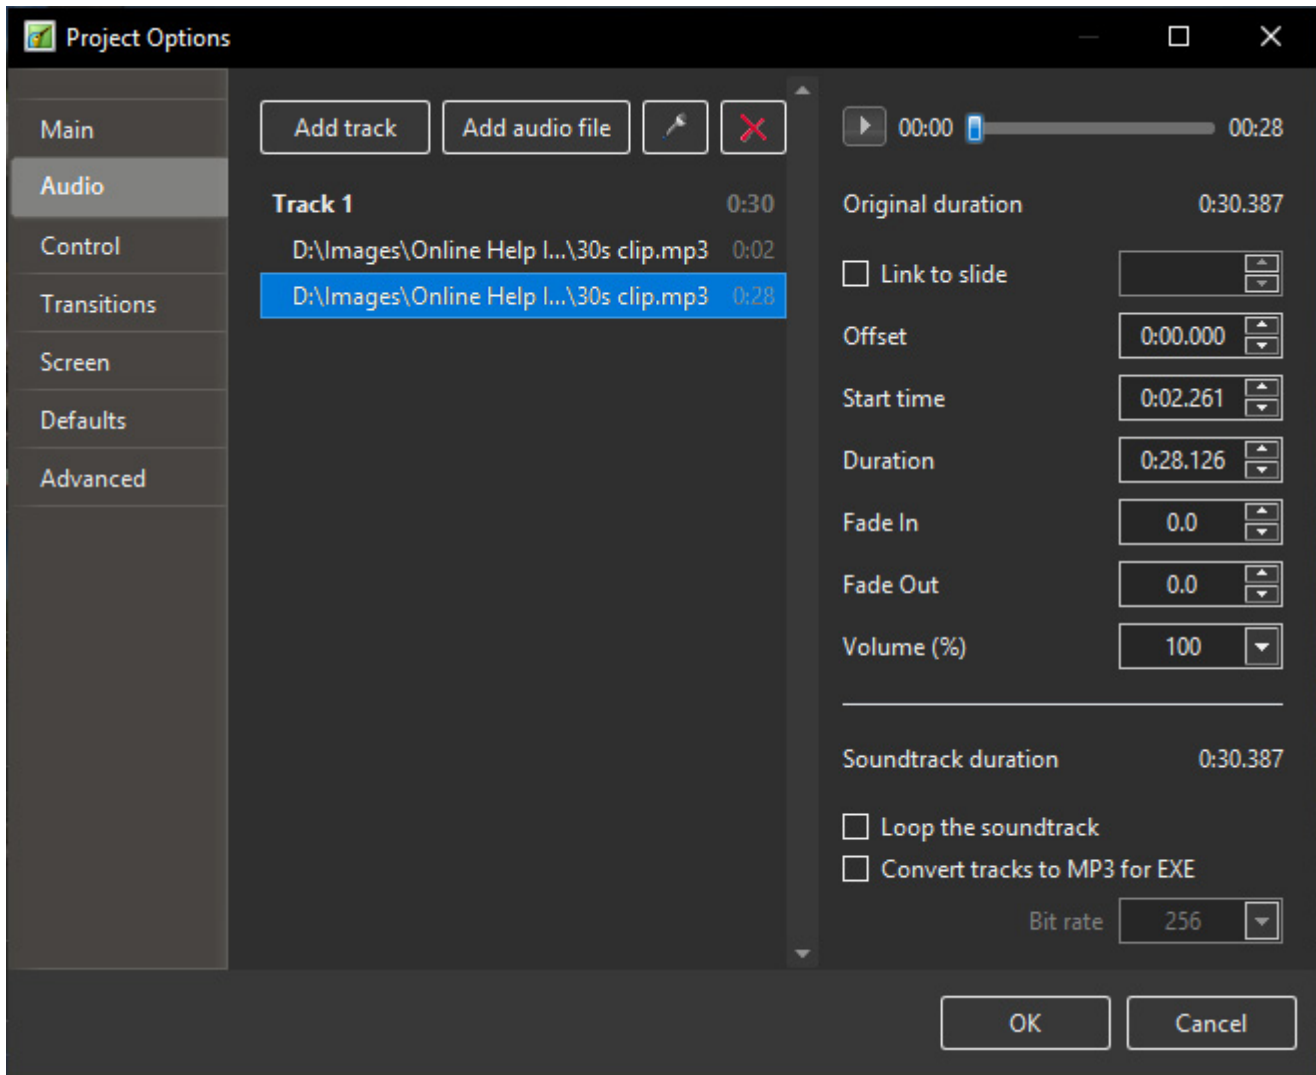 Project Options
Main
Audio
Control
Transitions
Screen
Defaults
Advanced
Add track Add audio file
Track 1 0:30
D:\Images\Online Help I...\30s clip.mp3 0:02
D:\Images\Online Help I...\30s clip.mp3 0:28
00:00 00:28
Original duration 0:30.387
Link to slide
Offset 0:00.000
Start time 0:02.261
Duration 0:28.126
Fade In 0.0
Fade Out 0.0
Volume (%) 100
Soundtrack duration 0:30.387
Loop the soundtrack
Convert tracks to MP3 for EXE
Bit rate 256
OK Cancel